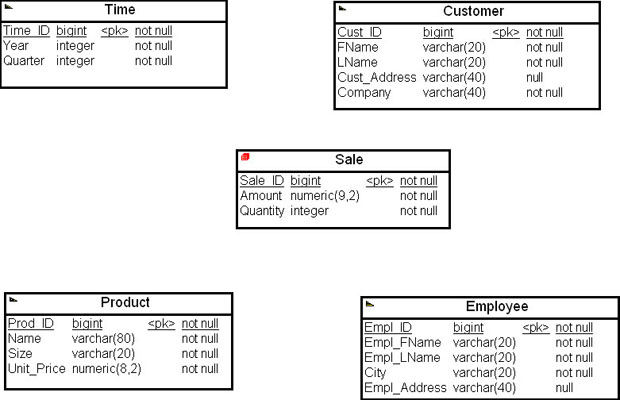 Time
Time_ID bigint <pk> not null
Year integer not null
Quarter integer not null
Customer
Cust_ID bigint <pk> not null
FName varchar(20) not null
LName varchar(20) not null
Cust_Address varchar(40) null
Company varchar(40) not null
Sale
Sale_ID bigint <pk> not null
Amount numeric(9,2) not null
Quantity integer not null
Product
Prod_ID bigint <pk> not null
Name varchar(80) not null
Size varchar(20) not null
Unit_Price numeric(8,2) not null
Employee
Empl_ID bigint <pk> not null
Empl_FName varchar(20) not null
Empl_LName varchar(20) not null
City varchar(20) not null
Empl_Address varchar(40) null